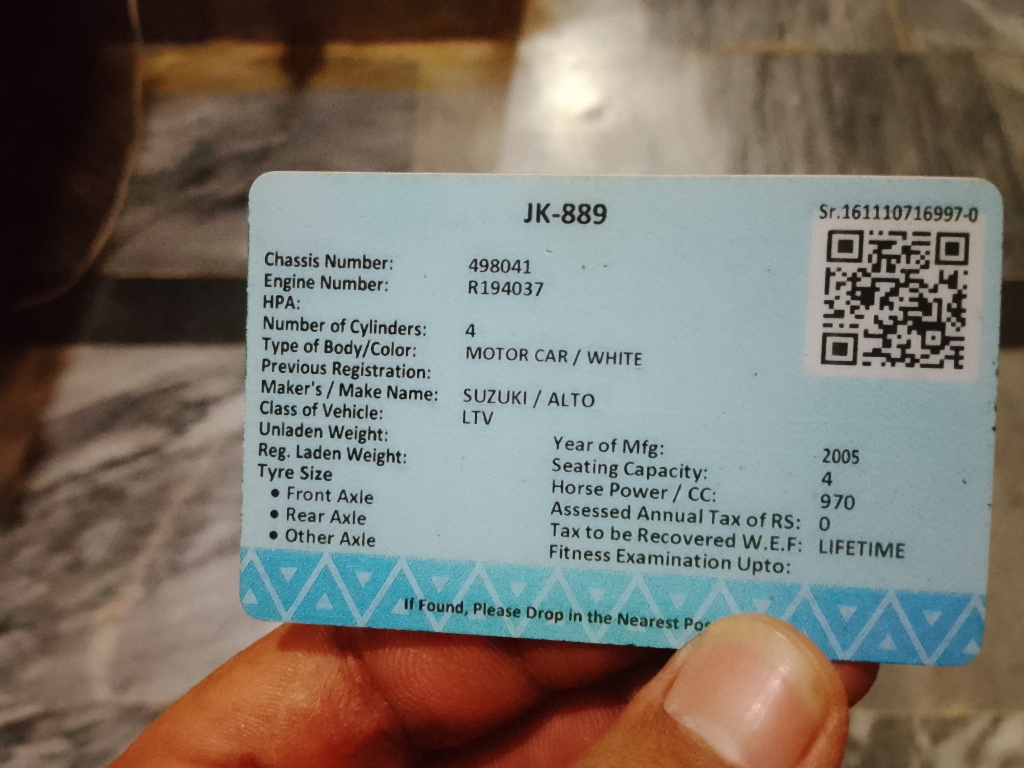 JK-889
Sr.161110716997-0
Chassis Number: 498041
Engine Number: R194037
HPA:
Number of Cylinders: 4
Type of Body/Color: MOTOR CAR / WHITE
Previous Registration:
Maker's / Make Name: SUZUKI / ALTO
Class of Vehicle: LTV
Unladen Weight:
Reg. Laden Weight:
Tyre Size
• Front Axle
• Rear Axle
• Other Axle
Year of Mfg: 2005
Seating Capacity: 4
Horse Power / CC: 970
Assessed Annual Tax of RS: 0
Tax to be Recovered W.E.F: LIFETIME
Fitness Examination Upto:
If Found, Please Drop in the Nearest